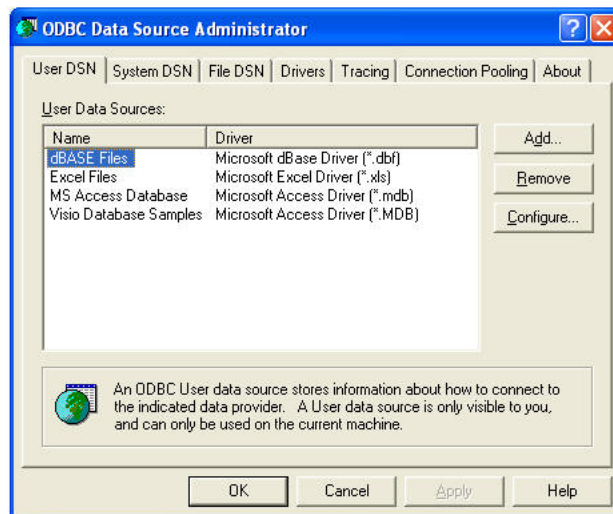 ODBC Data Source Administrator
User DSN System DSN File DSN Drivers Tracing Connection Pooling About
User Data Sources:
Name Driver
dBASE Files Microsoft dBase Driver (*.dbf)
Excel Files Microsoft Excel Driver (*.xls)
MS Access Database Microsoft Access Driver (*.mdb)
Visio Database Samples Microsoft Access Driver (*.MDB)
Add...
Remove
Configure...
An ODBC User data source stores information about how to connect to
the indicated data provider. A User data source is only visible to you,
and can only be used on the current machine.
OK Cancel Apply Help